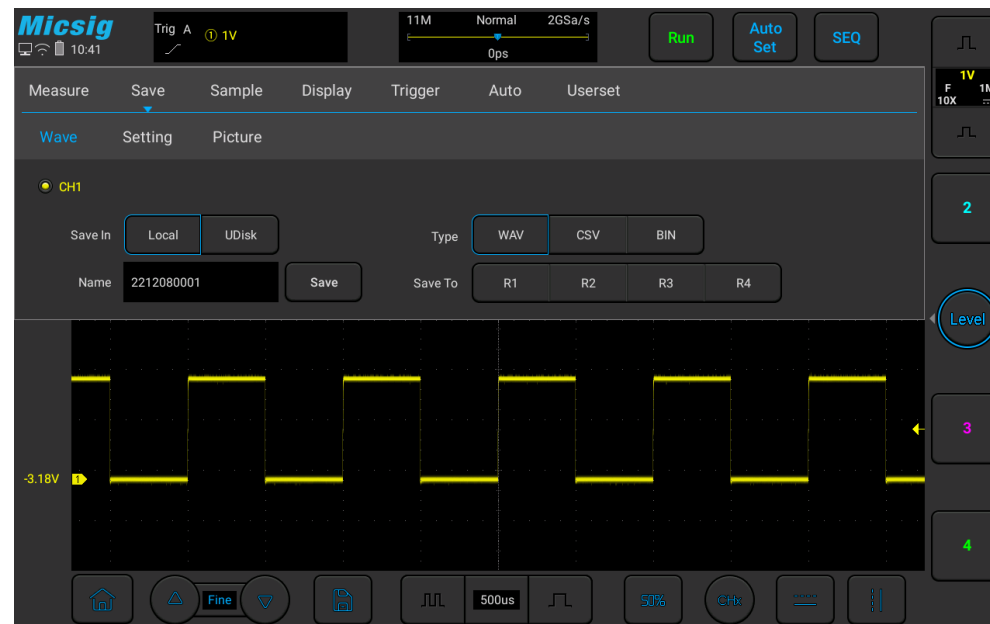 Micsig
10:41
Trig A ① 1V
11M Normal 2GSa/s
0ps
Run
Auto
Set
SEQ
Measure Save Sample Display Trigger Auto Userset
1V
F 1M
10X
Wave Setting Picture
CH1
Save In Local UDisk Type WAV CSV BIN
2
Name 2212080001 Save Save To R1 R2 R3 R4
Level
3
-3.18V 1
4
Fine 500us 50% CHx